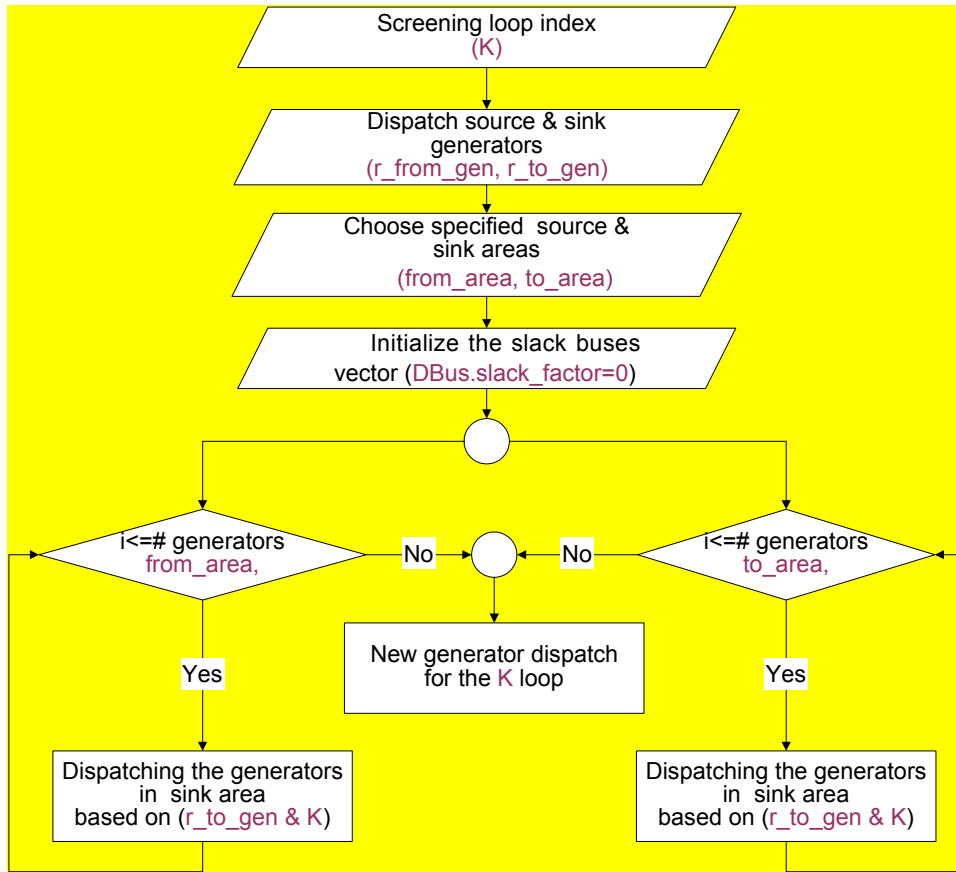 Screening loop index
(K)
Dispatch source & sink
generators
(r_from_gen, r_to_gen)
Choose specified source &
sink areas
(from_area, to_area)
Initialize the slack buses
vector (DBus.slack_factor=0)
i<=# generators
from_area,
No
No
i<=# generators
to_area,
New generator dispatch
for the K loop
Yes
Yes
Dispatching the generators
in sink area
based on (r_to_gen & K)
Dispatching the generators
in sink area
based on (r_to_gen & K)